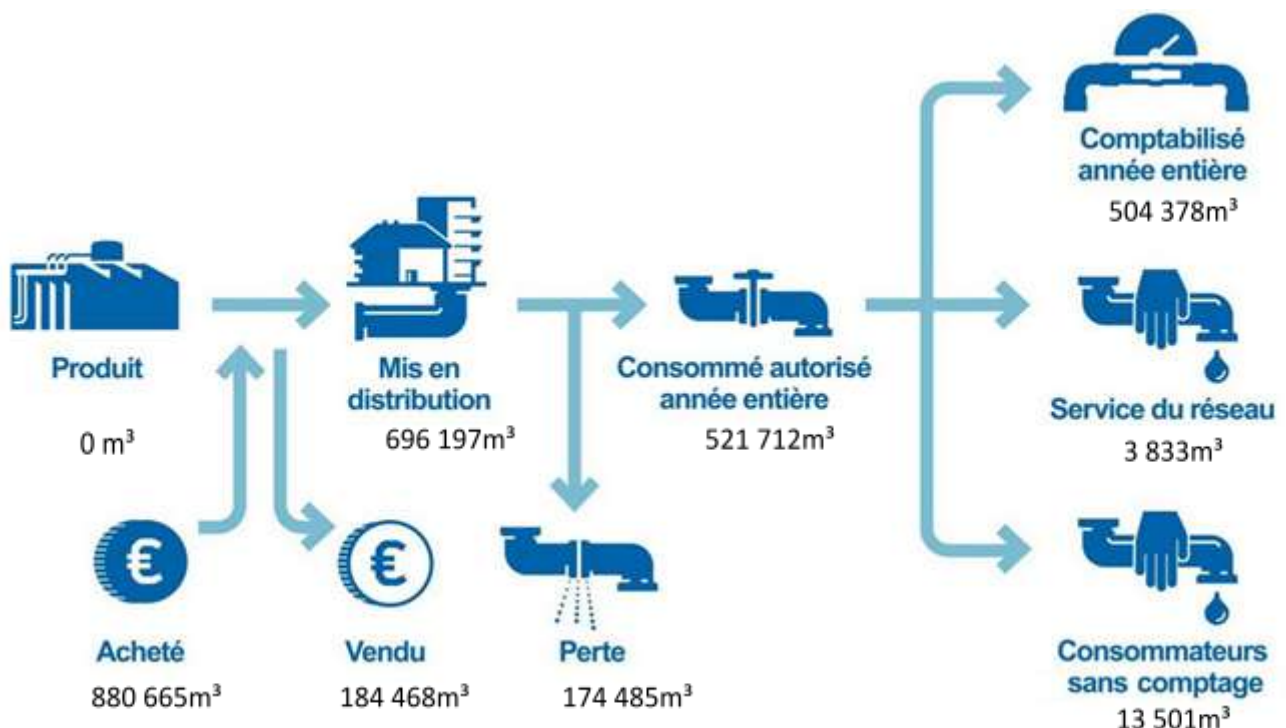 Comptabilisé
année entière
504 378m³
Produit
0 m³
Mis en
distribution
696 197m³
Consommé autorisé
année entière
521 712m³
Service du réseau
3 833m³
€
Acheté
880 665m³
€
Vendu
184 468m³
Perte
174 485m³
Consommateurs
sans comptage
13 501m³